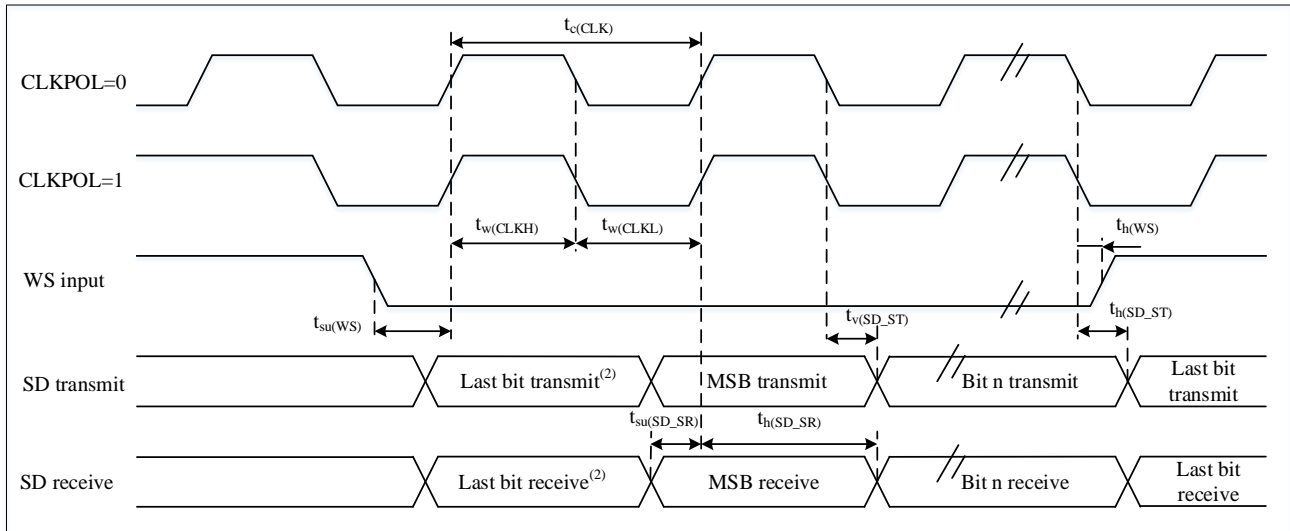 t_c(CLK)
CLKPOL=0
CLKPOL=1
t_w(CLKH) t_w(CLKL)
t_h(WS)
WS input
t_su(WS)
t_v(SD_ST)
t_h(SD_ST)
SD transmit
Last bit transmit(2)
MSB transmit
Bit n transmit
Last bit
transmit
t_su(SD_SR)
t_h(SD_SR)
SD receive
Last bit receive(2)
MSB receive
Bit n receive
Last bit
receive